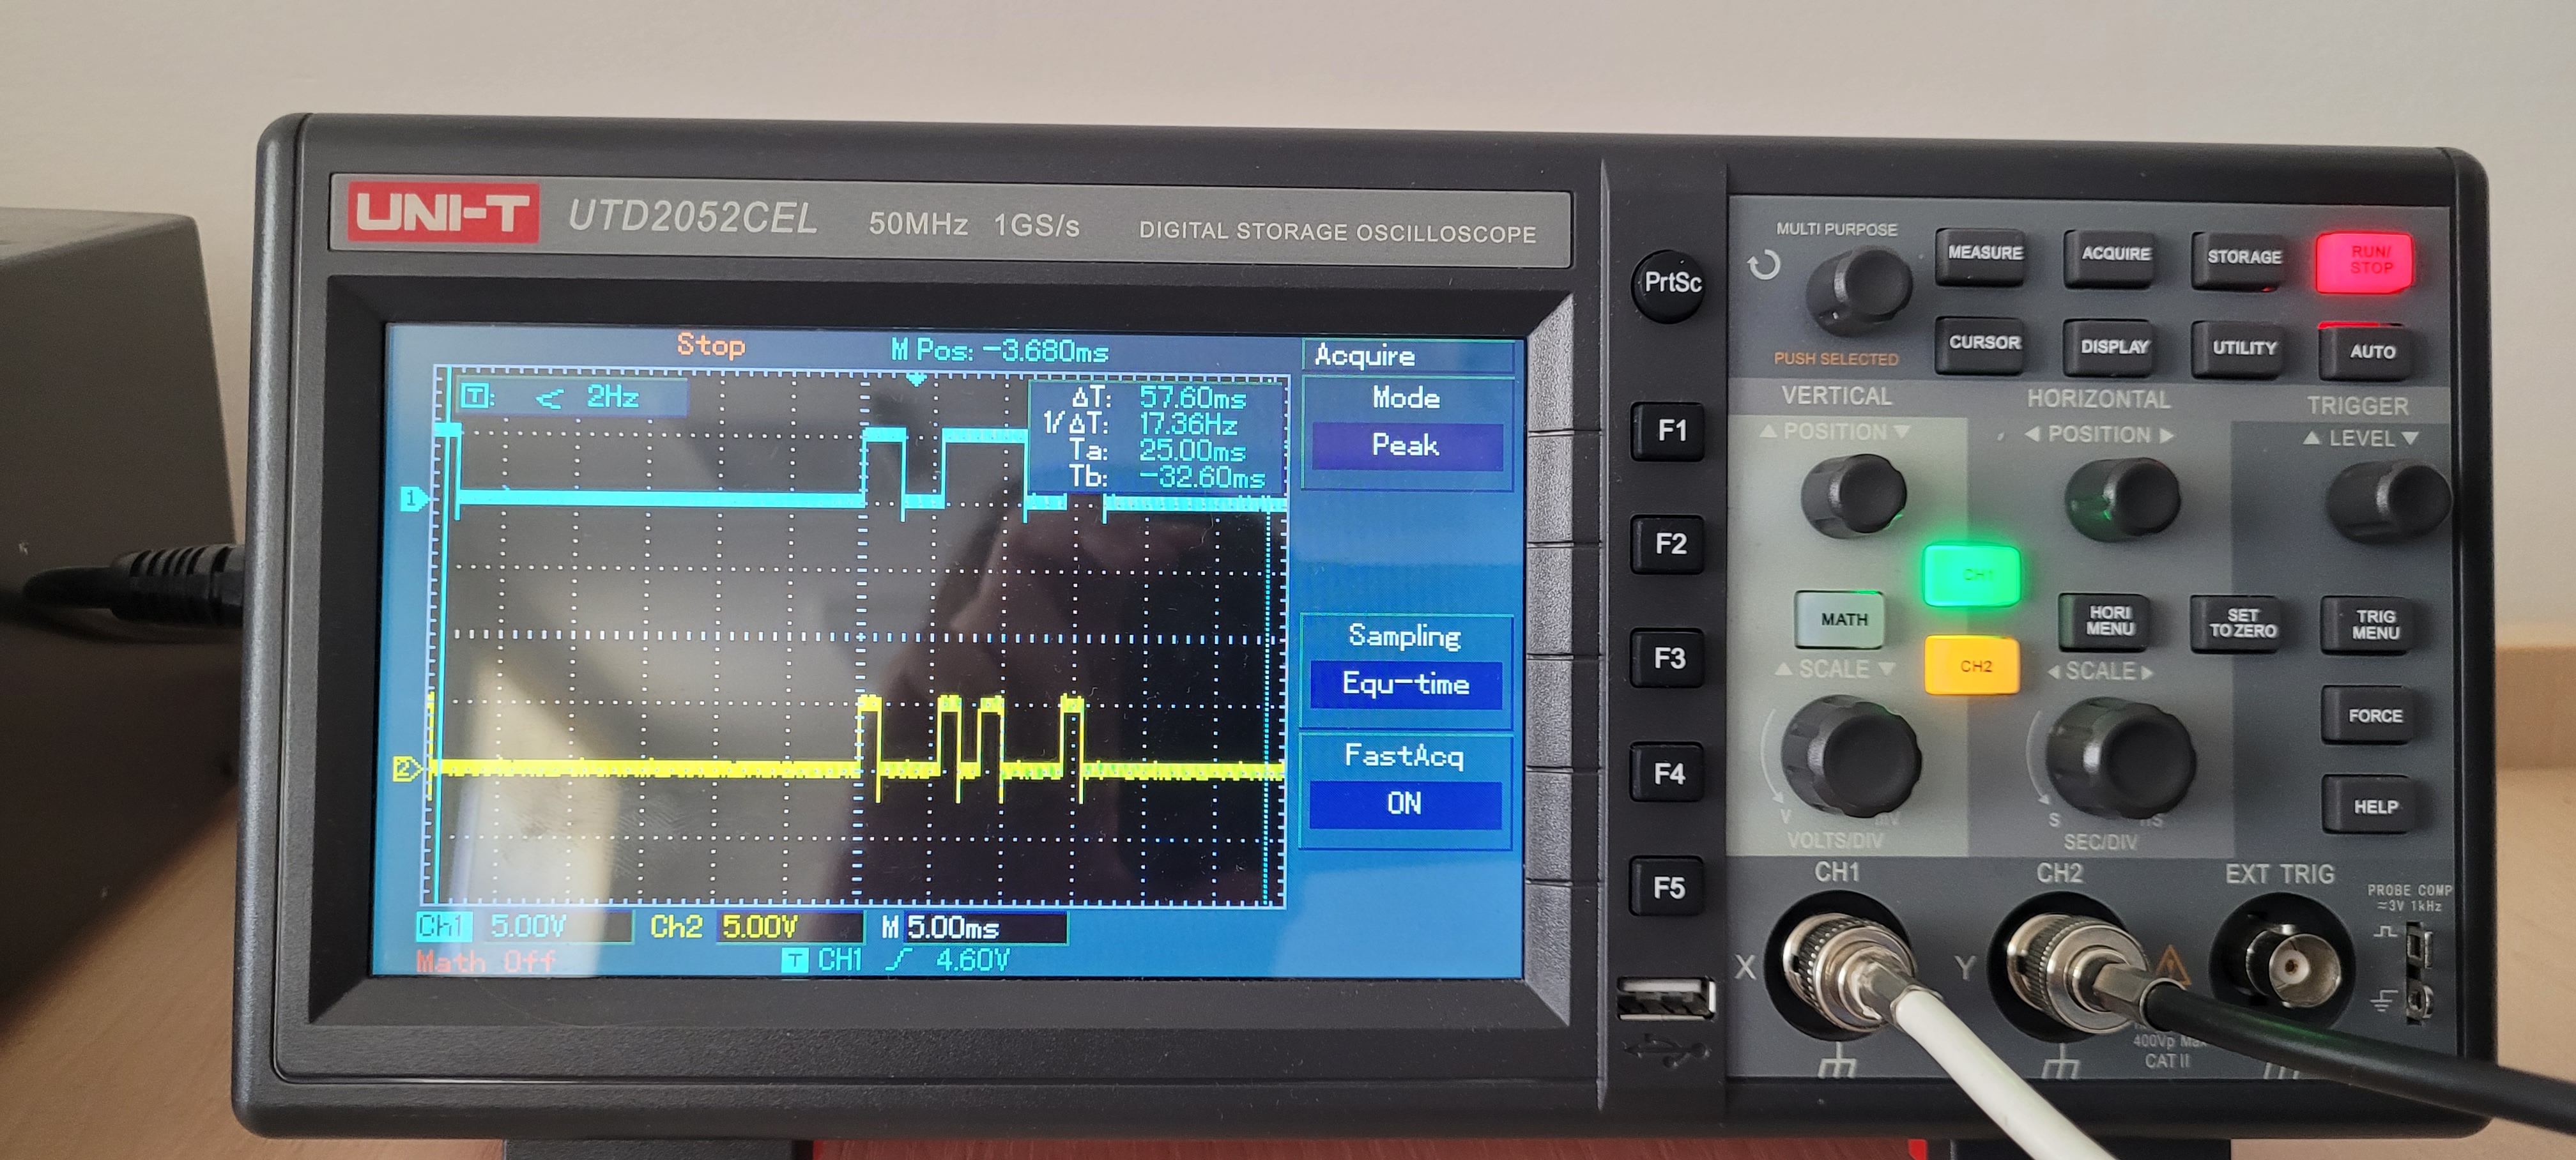 UNI-T UTD2052CEL 50MHz 1GS/s DIGITAL STORAGE OSCILLOSCOPE
Stop M Pos: -3.680ms
T: < 2Hz
ΔT: 57.60ms
1/ΔT: 17.36Hz
Ta: 25.00ms
Tb: -32.60ms
1
2
Ch1 5.00V Ch2 5.00V M 5.00ms
Math Off T CH1 4.60V
Acquire
Mode
Peak
Sampling
Equ-time
FastAcq
ON
PrtSc
F1
F2
F3
F4
F5
MULTI PURPOSE
PUSH SELECTED
MEASURE ACQUIRE STORAGE RUN/
STOP
CURSOR DISPLAY UTILITY AUTO
VERTICAL HORIZONTAL TRIGGER
▲ POSITION ▼ ◀ POSITION ▶ ▲ LEVEL ▼
CH1
MATH
CH2
HORI
MENU
SET
TO ZERO
TRIG
MENU
▲ SCALE ▼ ◀ SCALE ▶
FORCE
HELP
V mV
VOLTS/DIV
S nS
SEC/DIV
CH1 CH2 EXT TRIG
PROBE COMP
≈3V 1kHz
X Y
400Vp Max
CAT II